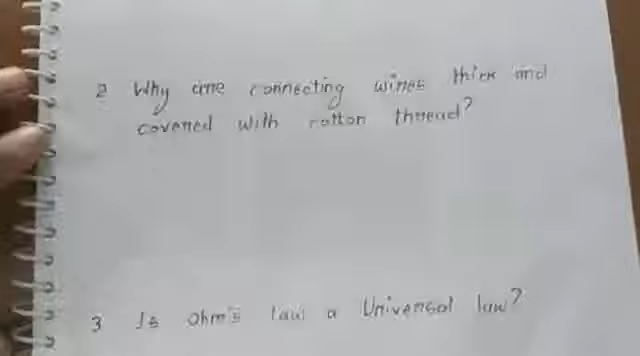 2 Why are connecting wires thick and
covered with cotton thread?
3 Is Ohm's law a Universal law?